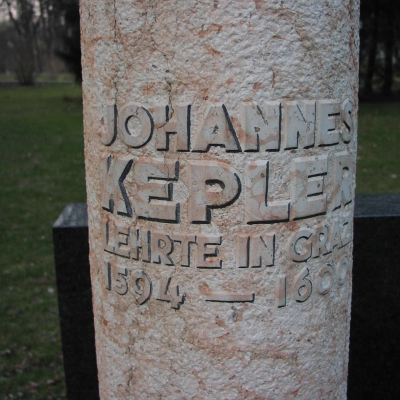 JOHANNES
KEPLER
LEHRTE IN GRAZ
1594 — 1600